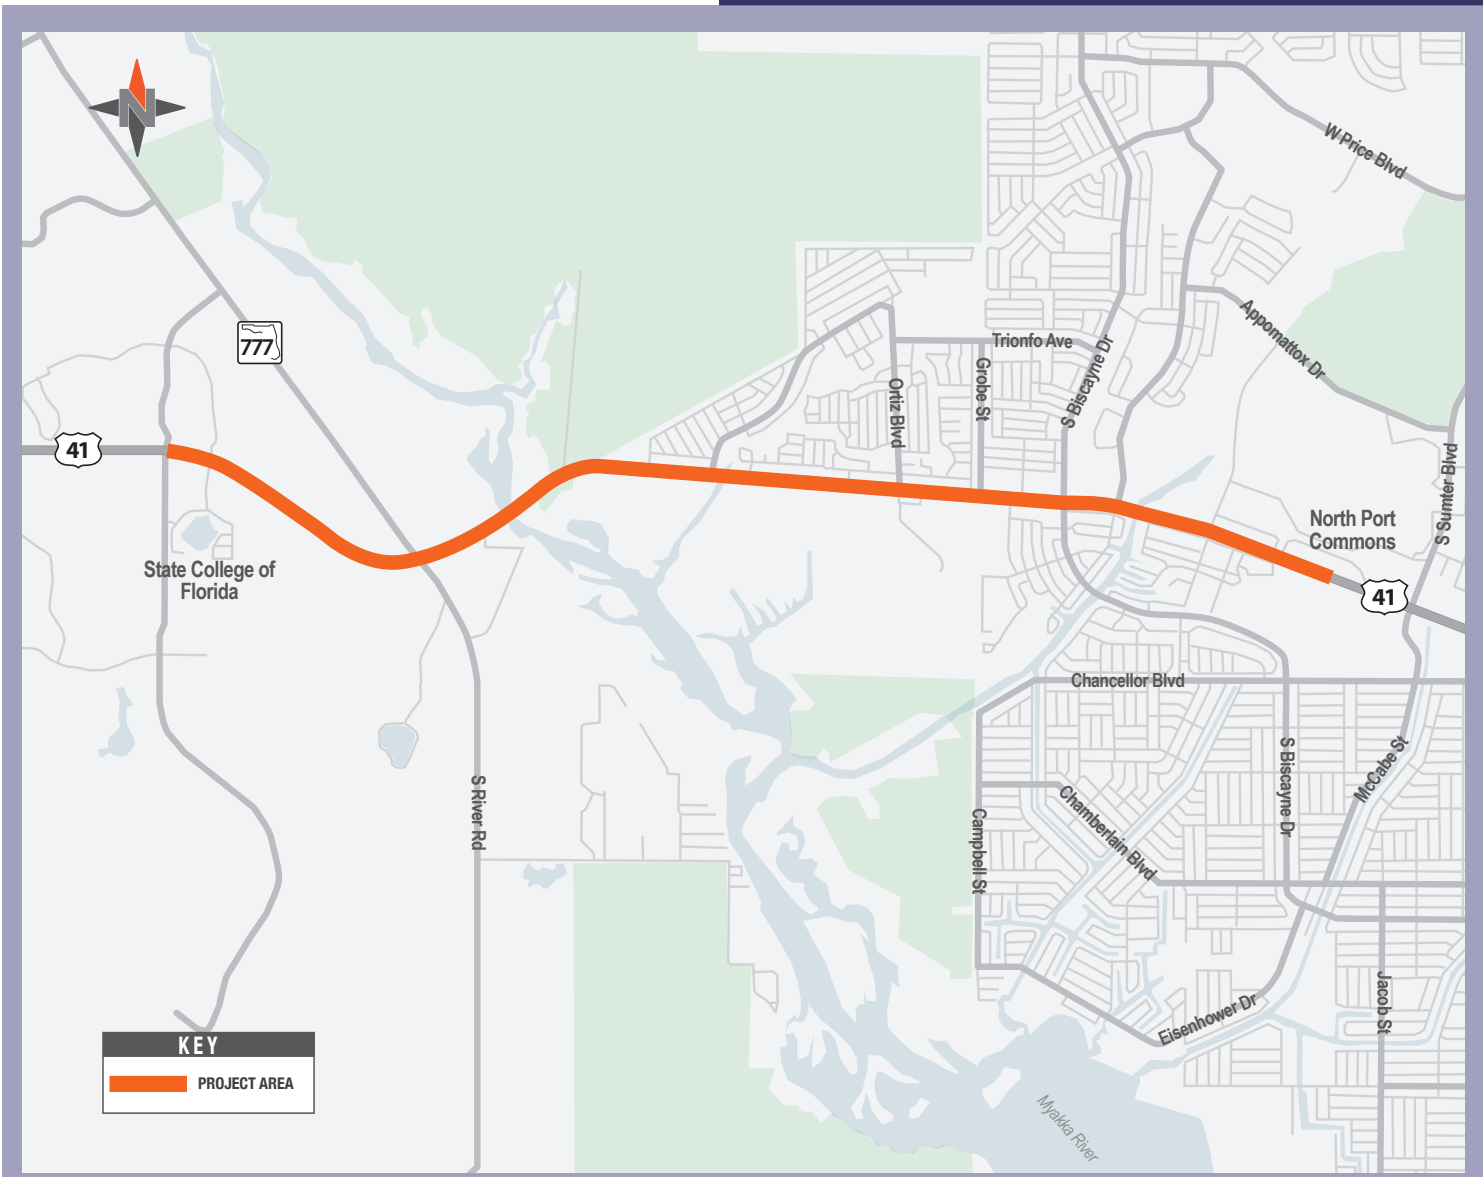 N
W Price Blvd
777
Appomattox Dr
Trionfo Ave
S Biscayne Dr
Grobe St
Ortiz Blvd
41
S Sumter Blvd
North Port
Commons
State College of
Florida
41
Chancellor Blvd
S River Rd
S Biscayne Dr
McCabe St
Chamberlain Blvd
Campbell St
Jacob St
Eisenhower Dr
KEY
PROJECT AREA
Myakka River